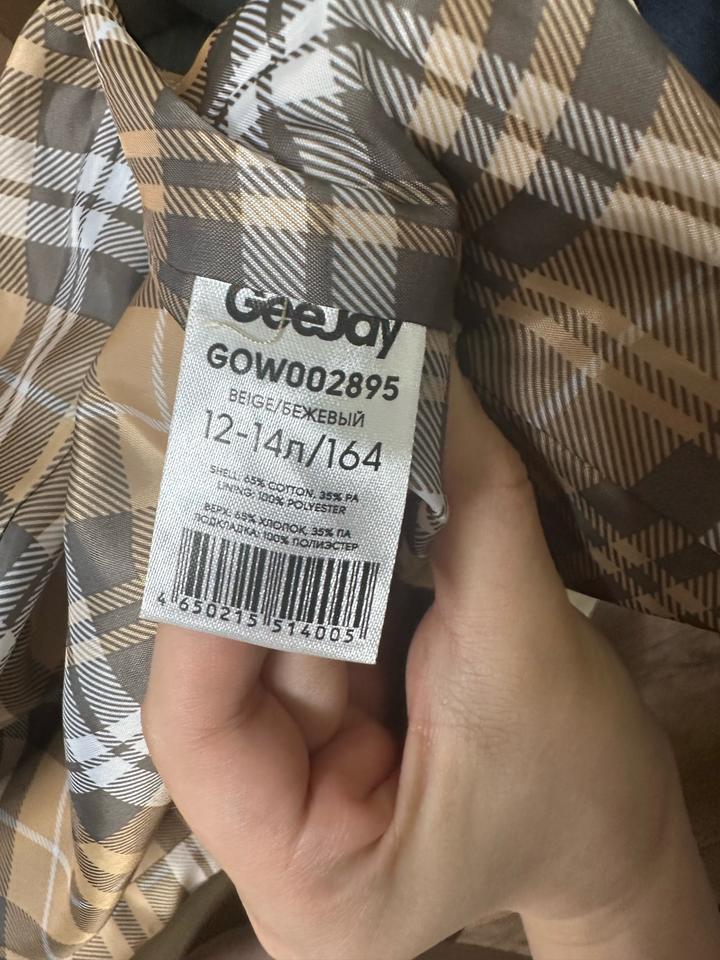 GeeJay
GOW002895
BEIGE/БЕЖЕВЫЙ
12-14л/164
SHELL: 65% COTTON, 35% PA
LINING: 100% POLYESTER
ВЕРХ: 65% ХЛОПОК, 35% ПА
ПОДКЛАДКА: 100% ПОЛИЭСТЕР
4 650215 514005